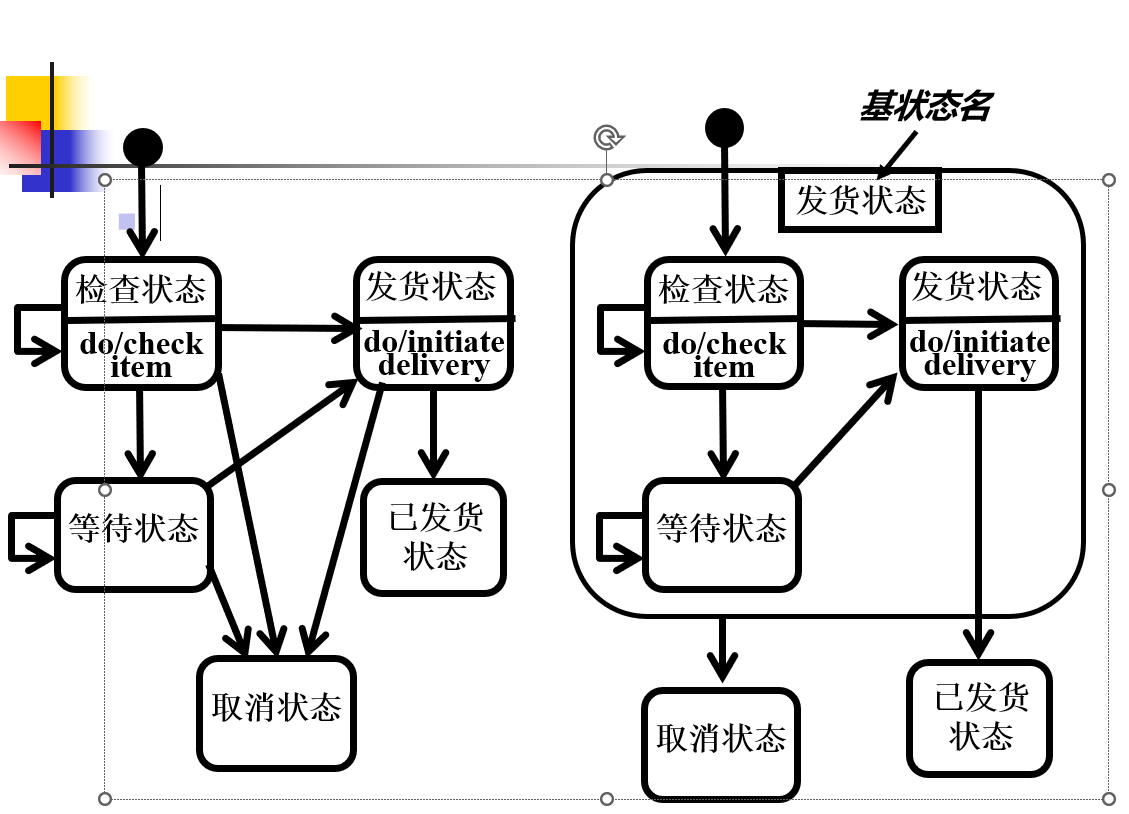 基状态名
发货状态
检查状态
do/check
item
发货状态
do/initiate
delivery
等待状态
已发货
状态
取消状态
检查状态
do/check
item
发货状态
do/initiate
delivery
等待状态
取消状态
已发货
状态